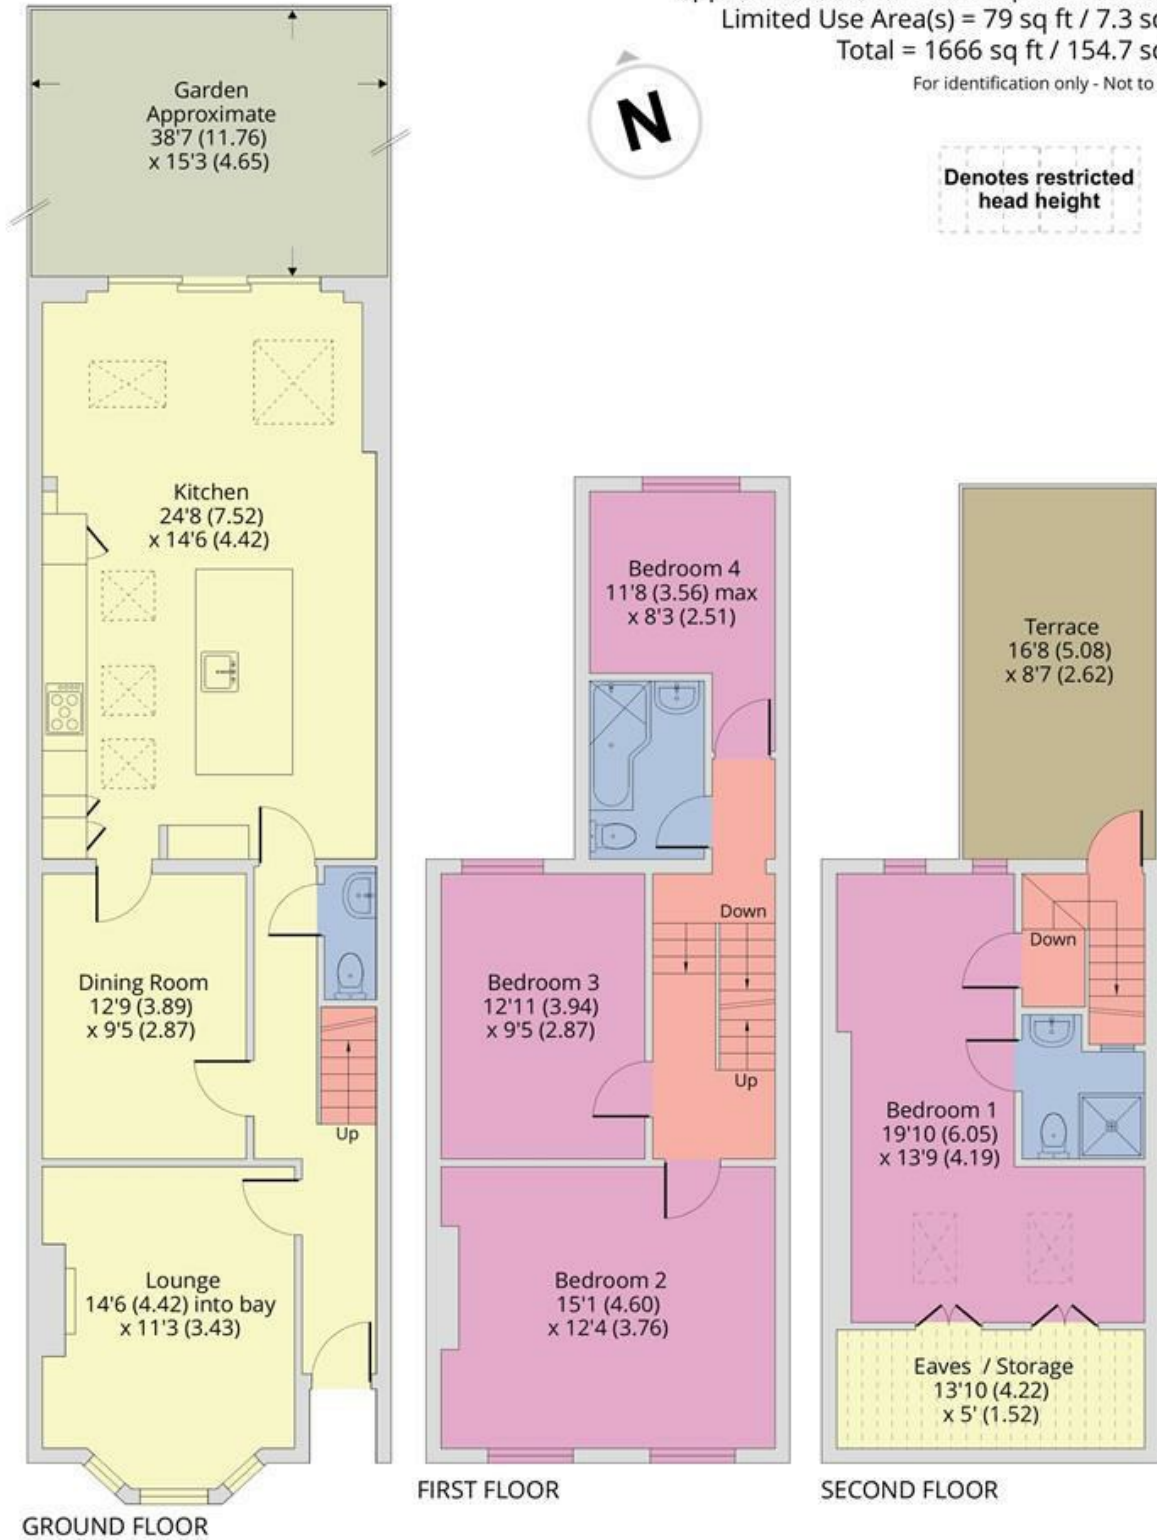 Limited Use Area(s) = 79 sq ft / 7.3 sq
Total = 1666 sq ft / 154.7 sq
For identification only - Not to
N
Denotes restricted
head height
Garden
Approximate
38'7 (11.76)
x 15'3 (4.65)
Kitchen
24'8 (7.52)
x 14'6 (4.42)
Dining Room
12'9 (3.89)
x 9'5 (2.87)
Up
Lounge
14'6 (4.42) into bay
x 11'3 (3.43)
GROUND FLOOR
Bedroom 4
11'8 (3.56) max
x 8'3 (2.51)
Down
Bedroom 3
12'11 (3.94)
x 9'5 (2.87)
Up
Bedroom 2
15'1 (4.60)
x 12'4 (3.76)
FIRST FLOOR
Terrace
16'8 (5.08)
x 8'7 (2.62)
Down
Bedroom 1
19'10 (6.05)
x 13'9 (4.19)
Eaves / Storage
13'10 (4.22)
x 5' (1.52)
SECOND FLOOR